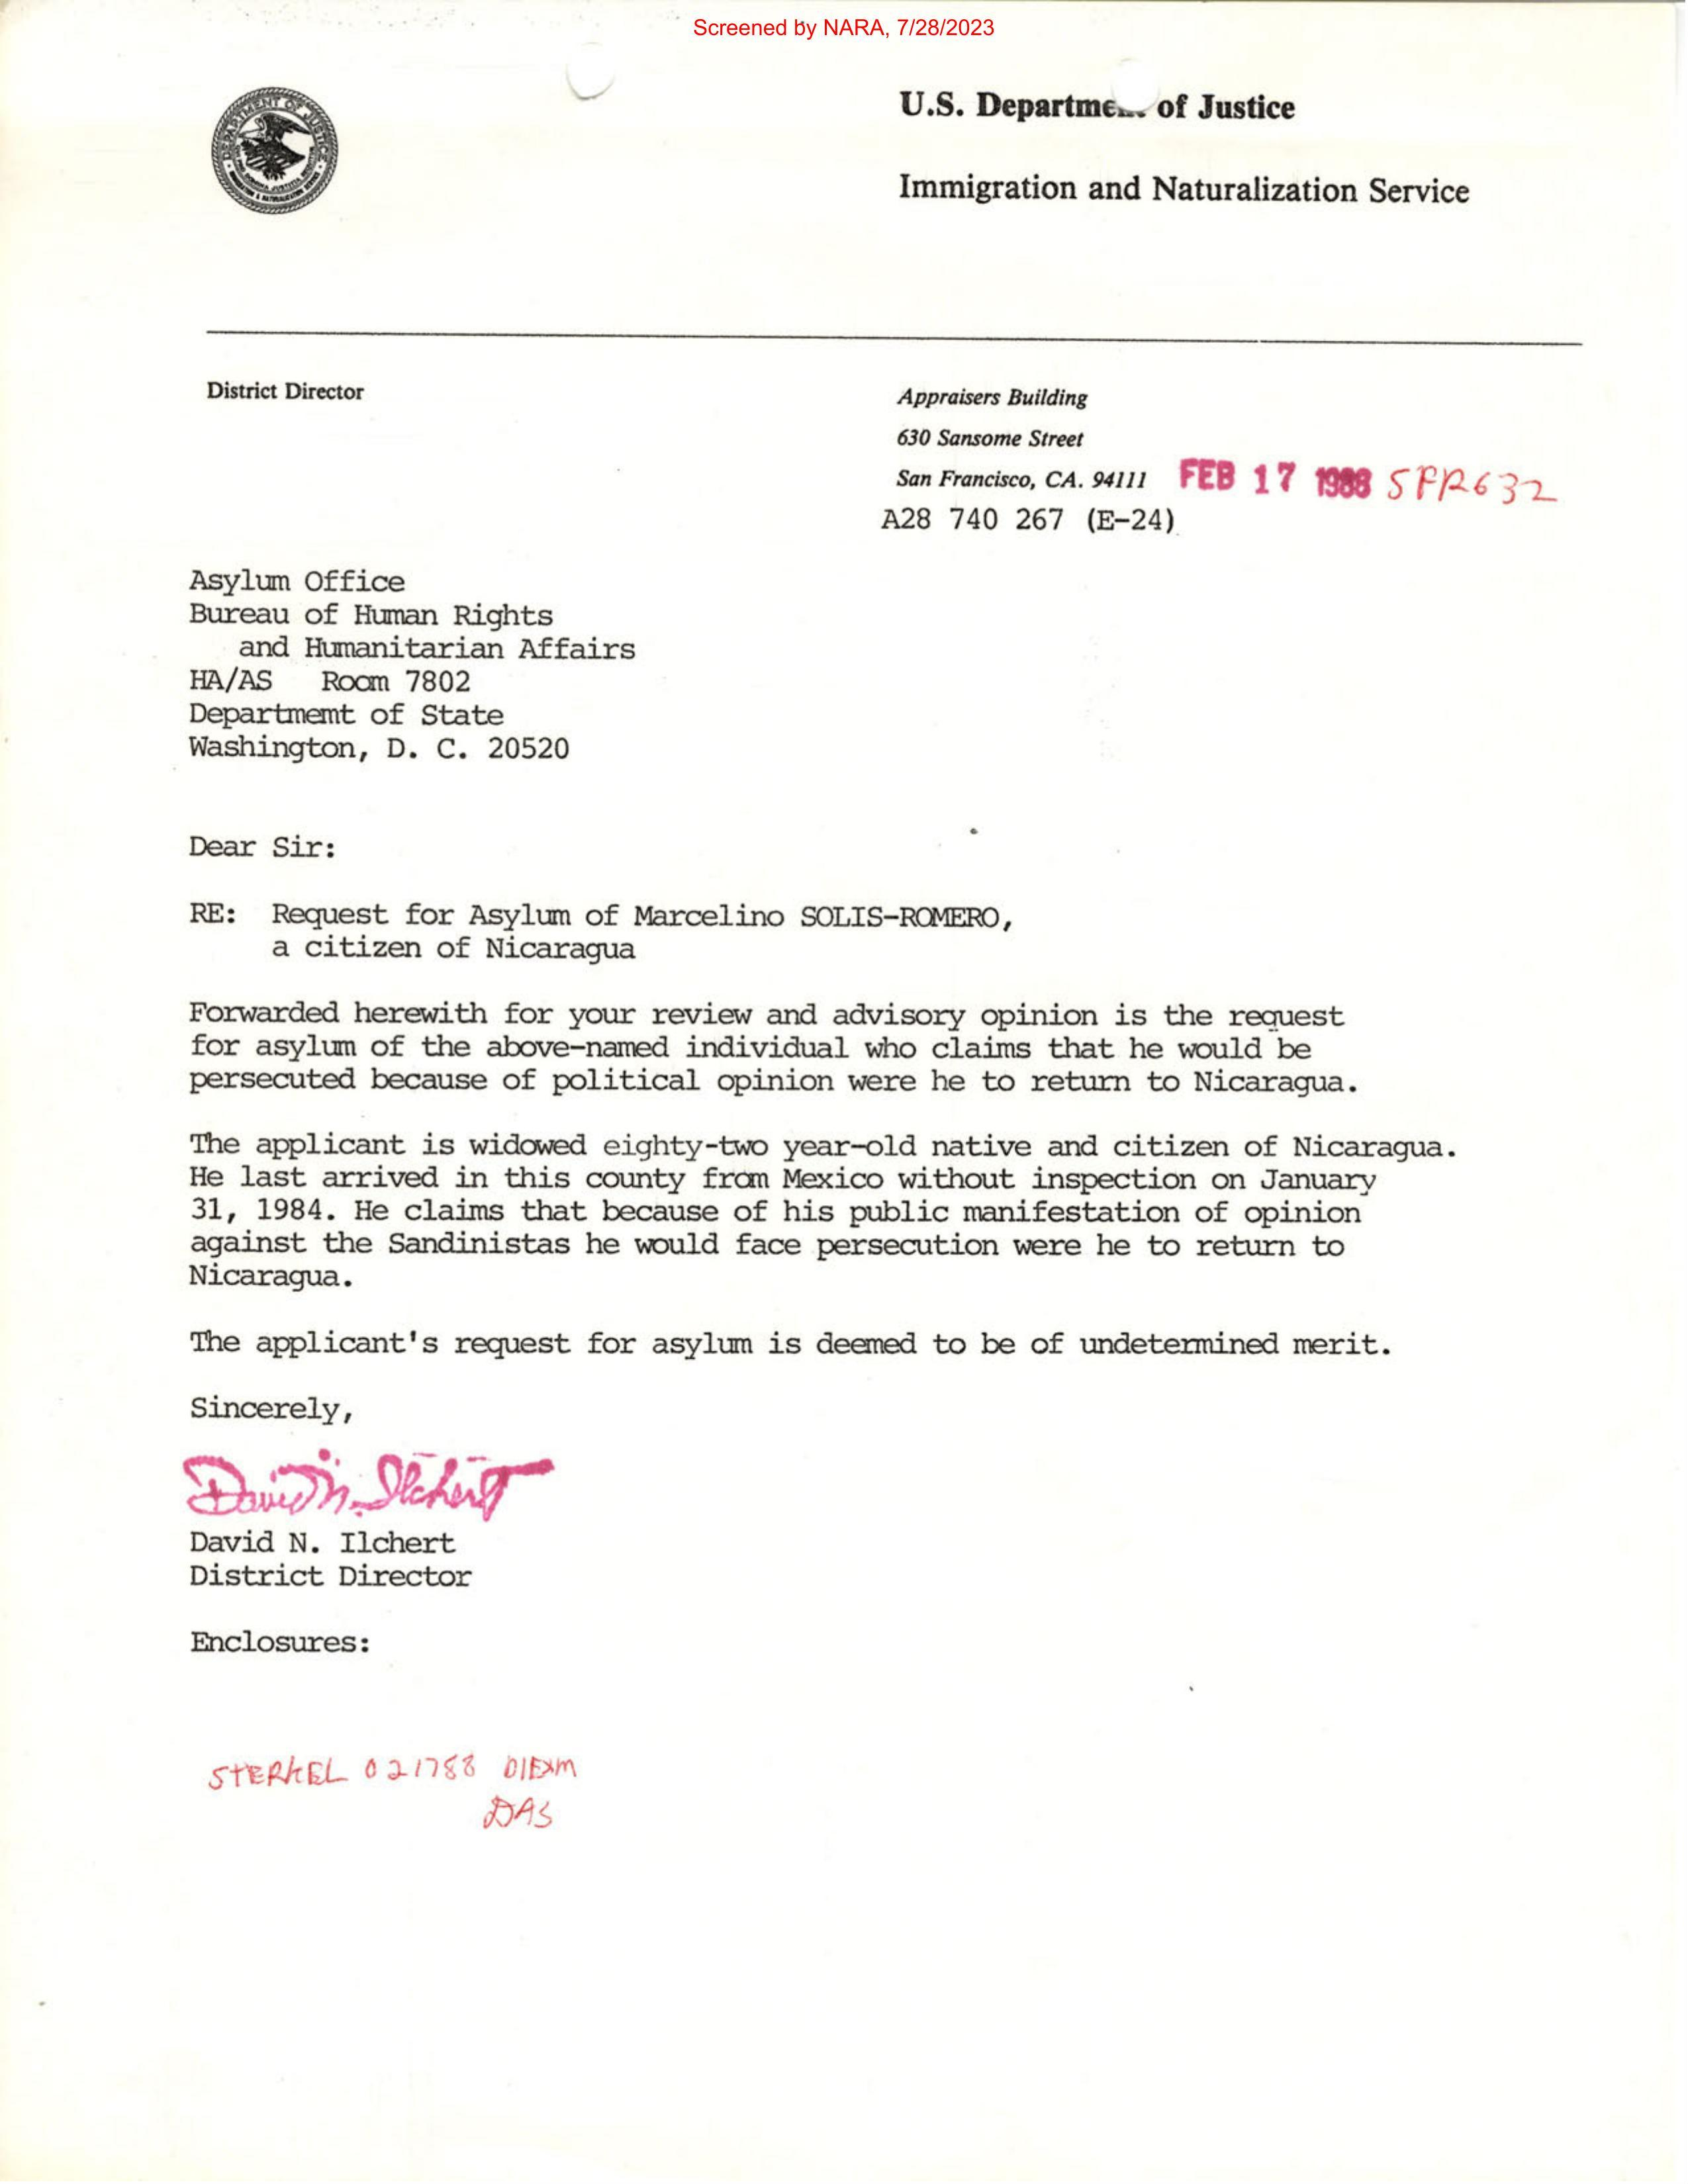 Screened by NARA, 7/28/2023
U.S. Department of Justice
Immigration and Naturalization Service
District Director
Appraisers Building
630 Sansome Street
San Francisco, CA. 94111 FEB 17 1988 SFR632
A28 740 267 (E-24)
Asylum Office
Bureau of Human Rights
and Humanitarian Affairs
HA/AS Room 7802
Departmemt of State
Washington, D. C. 20520
Dear Sir:
RE: Request for Asylum of Marcelino SOLIS-ROMERO,
a citizen of Nicaragua
Forwarded herewith for your review and advisory opinion is the request
for asylum of the above-named individual who claims that he would be
persecuted because of political opinion were he to return to Nicaragua.
The applicant is widowed eighty-two year-old native and citizen of Nicaragua.
He last arrived in this county from Mexico without inspection on January
31, 1984. He claims that because of his public manifestation of opinion
against the Sandinistas he would face persecution were he to return to
Nicaragua.
The applicant's request for asylum is deemed to be of undetermined merit.
Sincerely,
David N. Ilchert
David N. Ilchert
District Director
Enclosures:
STERKEL 021788 DIEXM
DAS